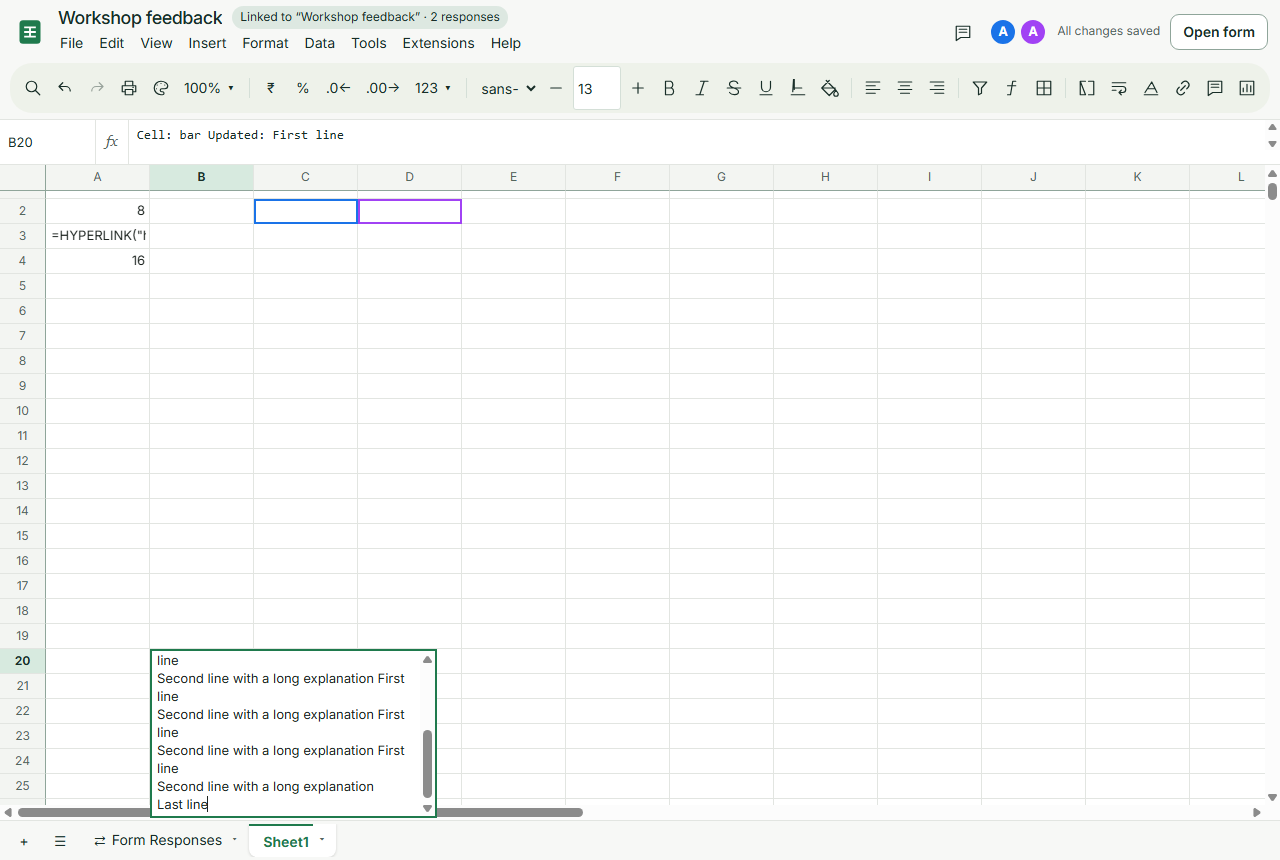 Workshop feedback
Linked to “Workshop feedback” · 2 responses
File Edit View Insert Format Data Tools Extensions Help
A A All changes saved Open form
100% ₹ % .0 .00 123 sans- 13
B20 fx Cell: bar Updated: First line
A B C D E F G H I J K L
2 8
3 =HYPERLINK("h
4 16
5
6
7
8
9
10
11
12
13
14
15
16
17
18
19
20
21
22
23
24
25
line
Second line with a long explanation First
line
Second line with a long explanation First
line
Second line with a long explanation First
line
Second line with a long explanation
Last line
+ Form Responses Sheet1